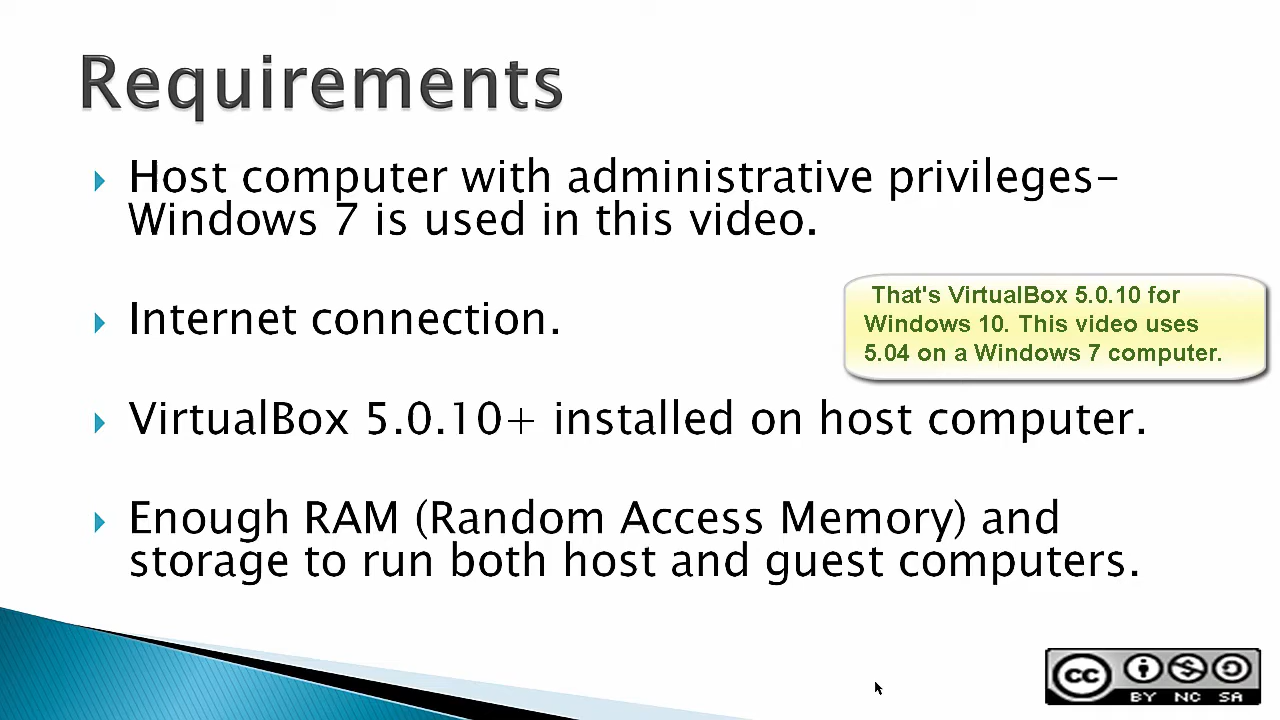 Requirements
Host computer with administrative privileges-
Windows 7 is used in this video.
That's VirtualBox 5.0.10 for
Windows 10. This video uses
5.04 on a Windows 7 computer.
Internet connection.
VirtualBox 5.0.10+ installed on host computer.
Enough RAM (Random Access Memory) and
storage to run both host and guest computers.
cc
BY NC SA